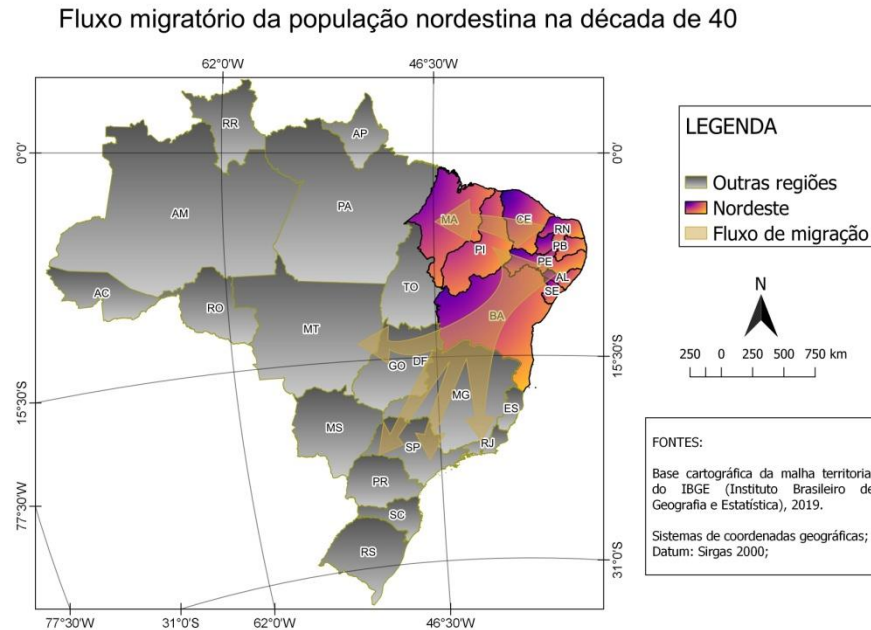 Fluxo migratório da população nordestina na década de 40
62°0'W
46°30'W
0°0'
0°0'
RR
AP
AM
PA
MA
CE
RN
PB
PI
PE
AL
SE
AC
TO
RO
BA
MT
DF
GO
MG
ES
MS
SP
RJ
PR
SC
RS
15°30'S
15°30'S
77°30'W
31°0'S
77°30'W
31°0'S
62°0'W
46°30'W
LEGENDA
Outras regiões
Nordeste
Fluxo de migração
N
250 0 250 500 750 km
FONTES:
Base cartográfica da malha territoria
do IBGE (Instituto Brasileiro de
Geografia e Estatística), 2019.
Sistemas de coordenadas geográficas;
Datum: Sirgas 2000;